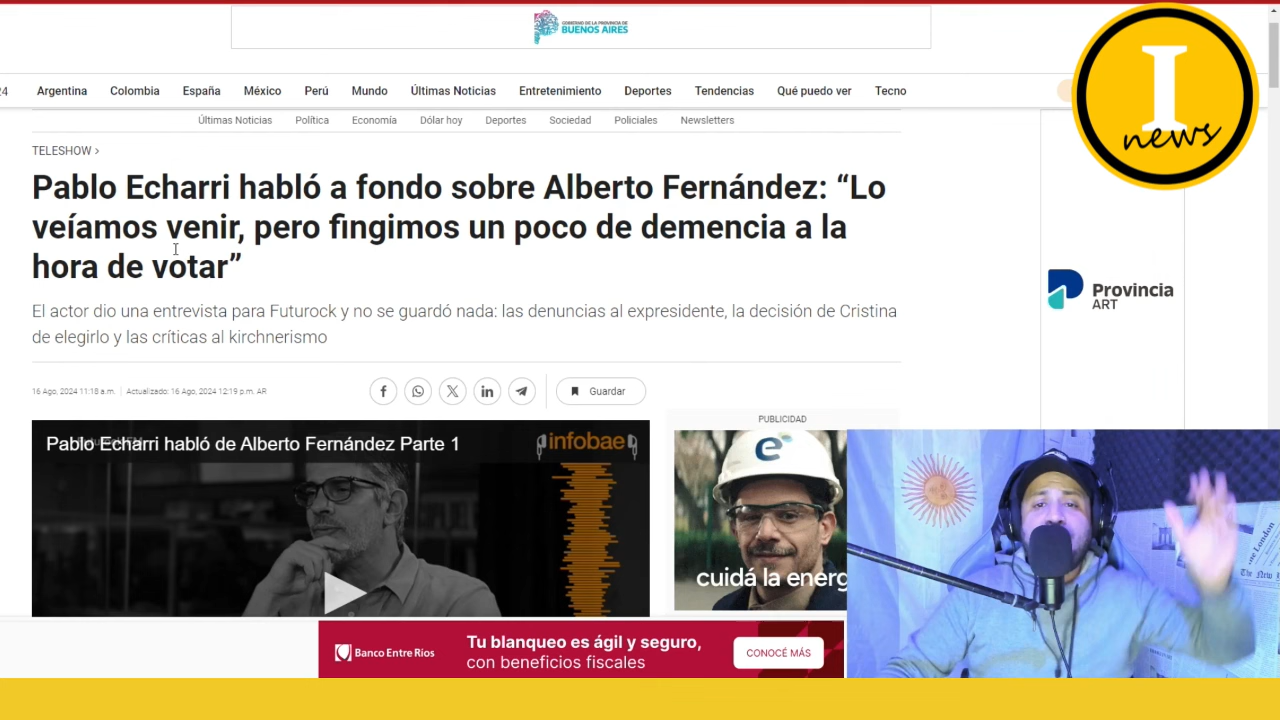 GOBIERNO DE LA PROVINCIA DE
BUENOS AIRES
I
news
24
Argentina
Colombia
España
México
Perú
Mundo
Últimas Noticias
Entretenimiento
Deportes
Tendencias
Qué puedo ver
Tecno
Últimas Noticias
Política
Economía
Dólar hoy
Deportes
Sociedad
Policiales
Newsletters
TELESHOW >
Pablo Echarri habló a fondo sobre Alberto Fernández: “Lo
veíamos venir, pero fingimos un poco de demencia a la
hora de votar”
El actor dio una entrevista para Futurock y no se guardó nada: las denuncias al expresidente, la decisión de Cristina
de elegirlo y las críticas al kirchnerismo
Provincia
ART
16 Ago, 2024 11:18 a.m.
Actualizado: 16 Ago, 2024 12:19 p.m. AR
Guardar
PUBLICIDAD
Pablo Echarri habló de Alberto Fernández Parte 1
infobae
e
cuidá la energ
London
The New
Banco Entre Ríos
Tu blanqueo es ágil y seguro,
con beneficios fiscales
CONOCÉ MÁS